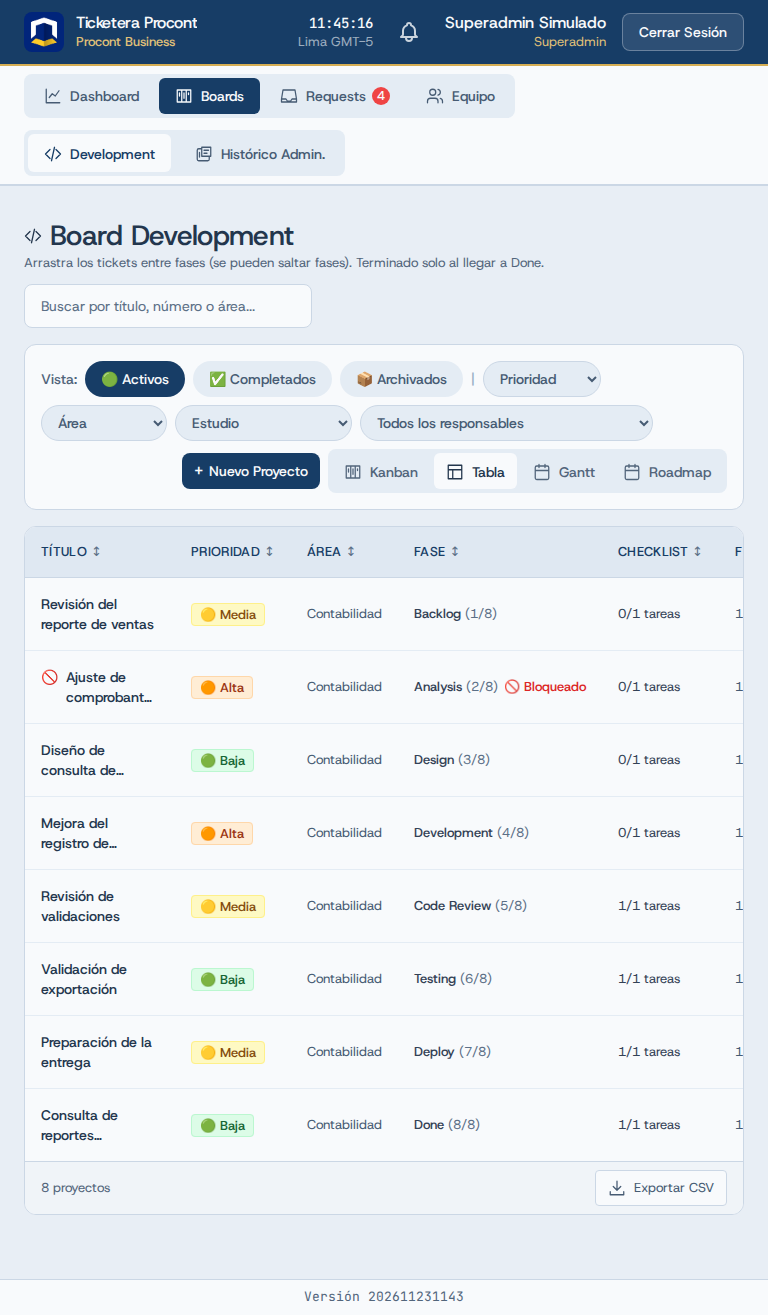 Ticketera Procont
Procont Business
11:45:16
Lima GMT-5
Superadmin Simulado
Superadmin
Cerrar Sesión
Dashboard
Boards
Requests 4
Equipo
Development
Histórico Admin.
Board Development
Arrastra los tickets entre fases (se pueden saltar fases). Terminado solo al llegar a Done.
Buscar por título, número o área...
Vista:
Activos
Completados
Archivados
|
Prioridad
Área
Estudio
Todos los responsables
+ Nuevo Proyecto
Kanban
Tabla
Gantt
Roadmap
TÍTULO ↕ PRIORIDAD ↕ ÁREA ↕ FASE ↕ CHECKLIST ↕ F
Revisión del
reporte de ventas
Media Contabilidad Backlog (1/8) 0/1 tareas 1
Ajuste de
comprobant…
Alta Contabilidad Analysis (2/8) Bloqueado 0/1 tareas 1
Diseño de
consulta de…
Baja Contabilidad Design (3/8) 0/1 tareas 1
Mejora del
registro de…
Alta Contabilidad Development (4/8) 0/1 tareas 1
Revisión de
validaciones
Media Contabilidad Code Review (5/8) 1/1 tareas 1
Validación de
exportación
Baja Contabilidad Testing (6/8) 1/1 tareas 1
Preparación de la
entrega
Media Contabilidad Deploy (7/8) 1/1 tareas 1
Consulta de
reportes…
Baja Contabilidad Done (8/8) 1/1 tareas 1
8 proyectos
Exportar CSV
Versión 202611231143